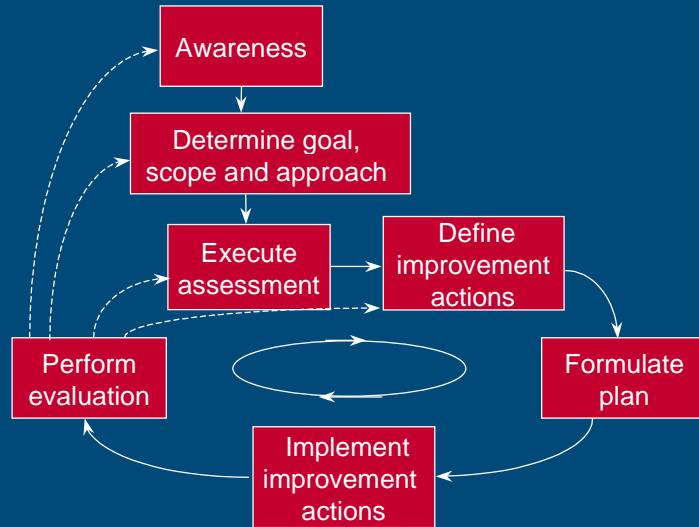 Awareness
Determine goal,
scope and approach
Execute
assessment
Define
improvement
actions
Perform
evaluation
Formulate
plan
Implement
improvement
actions